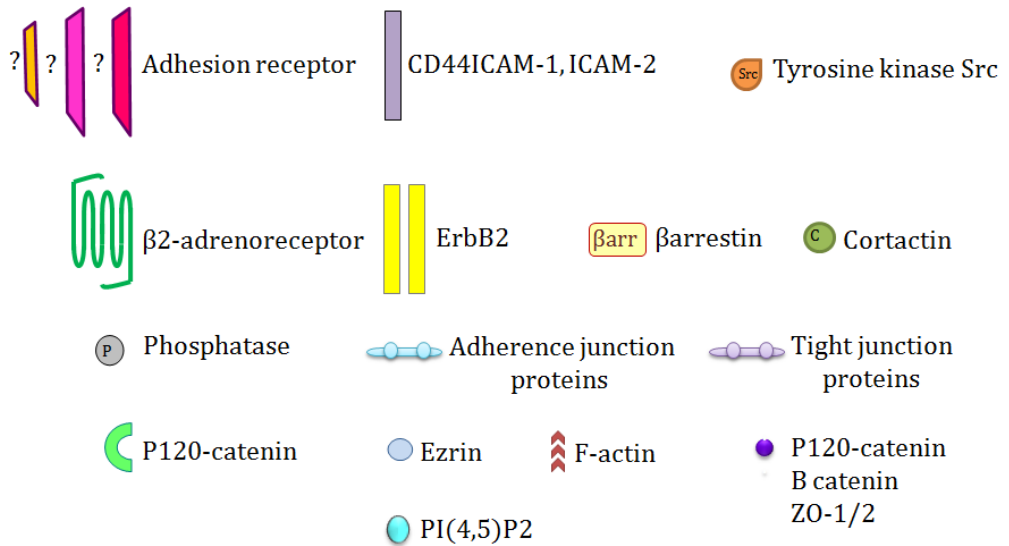 ? ? ? Adhesion receptor
CD44ICAM-1, ICAM-2
Src Tyrosine kinase Src
β2-adrenoreceptor
ErbB2
βarr βarrestin
C Cortactin
P Phosphatase
Adherence junction
proteins
Tight junction
proteins
P120-catenin
Ezrin
F-actin
P120-catenin
B catenin
ZO-1/2
PI(4,5)P2